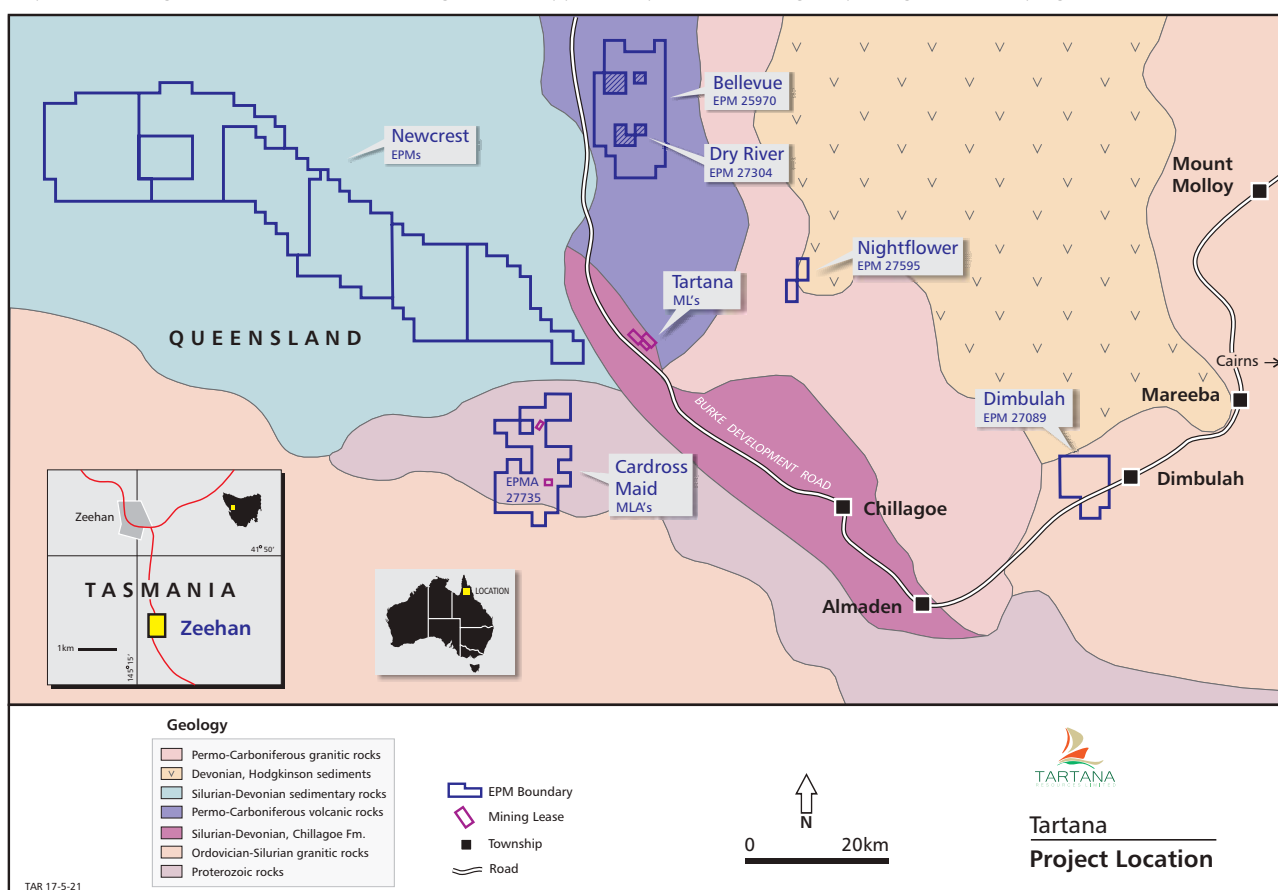 Bellevue
EPM 25970
Newcrest
EPMs
Dry River
EPM 27304
Mount
Molloy
Nightflower
EPM 27595
Tartana
ML's
QUEENSLAND
Cairns →
Dimbulah
EPM 27089
Mareeba
BURKE DEVELOPMENT ROAD
Cardross
Maid
MLA's
EPMA
27735
Dimbulah
Chillagoe
Almaden
Zeehan
41°50'
TASMANIA
Zeehan
1km
145°15'
LOCATION
Geology
Permo-Carboniferous granitic rocks
Devonian, Hodgkinson sediments
Silurian-Devonian sedimentary rocks
Permo-Carboniferous volcanic rocks
Silurian-Devonian, Chillagoe Fm.
Ordovician-Silurian granitic rocks
Proterozoic rocks
EPM Boundary
Mining Lease
Township
Road
N
0 20km
TARTANA
RESOURCES LIMITED
Tartana
Project Location
TAR 17-5-21